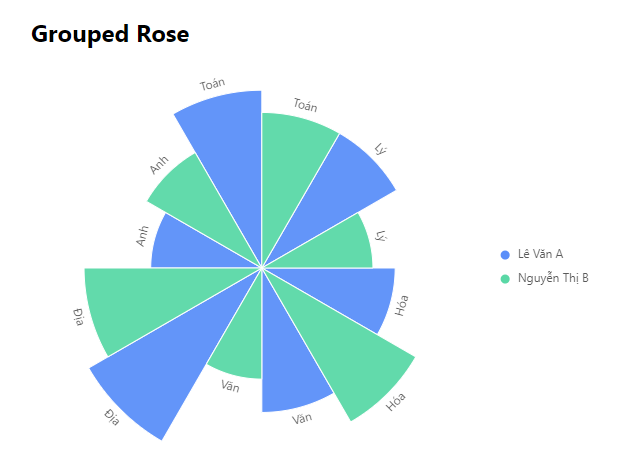 Grouped Rose
Toán
Toán
Lý
Lý
Hóa
Hóa
Văn
Văn
Địa
Địa
Anh
Anh
Lê Văn A
Nguyễn Thị B